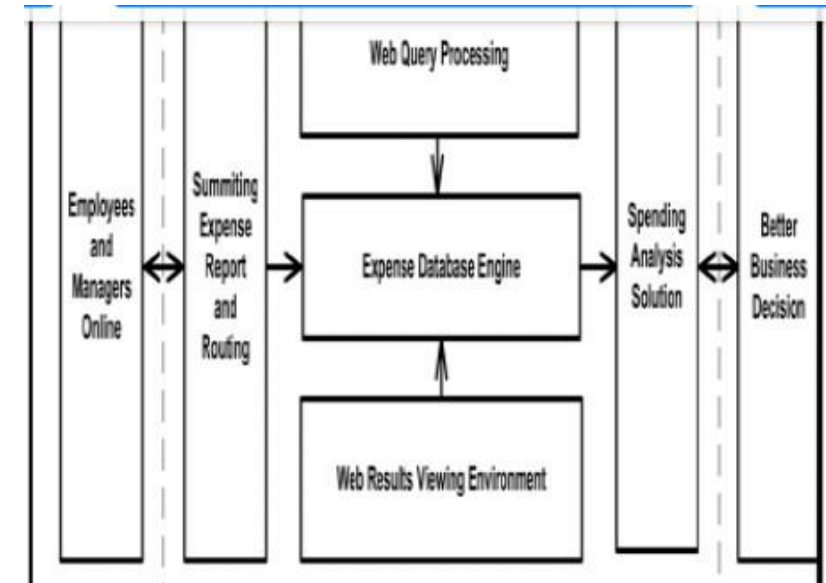 Web Query Processing
Employees
and
Managers
Online
Summiting
Expense
Report
and
Routing
Expense Database Engine
Spending
Analysis
Solution
Better
Business
Decision
Web Results Viewing Environment